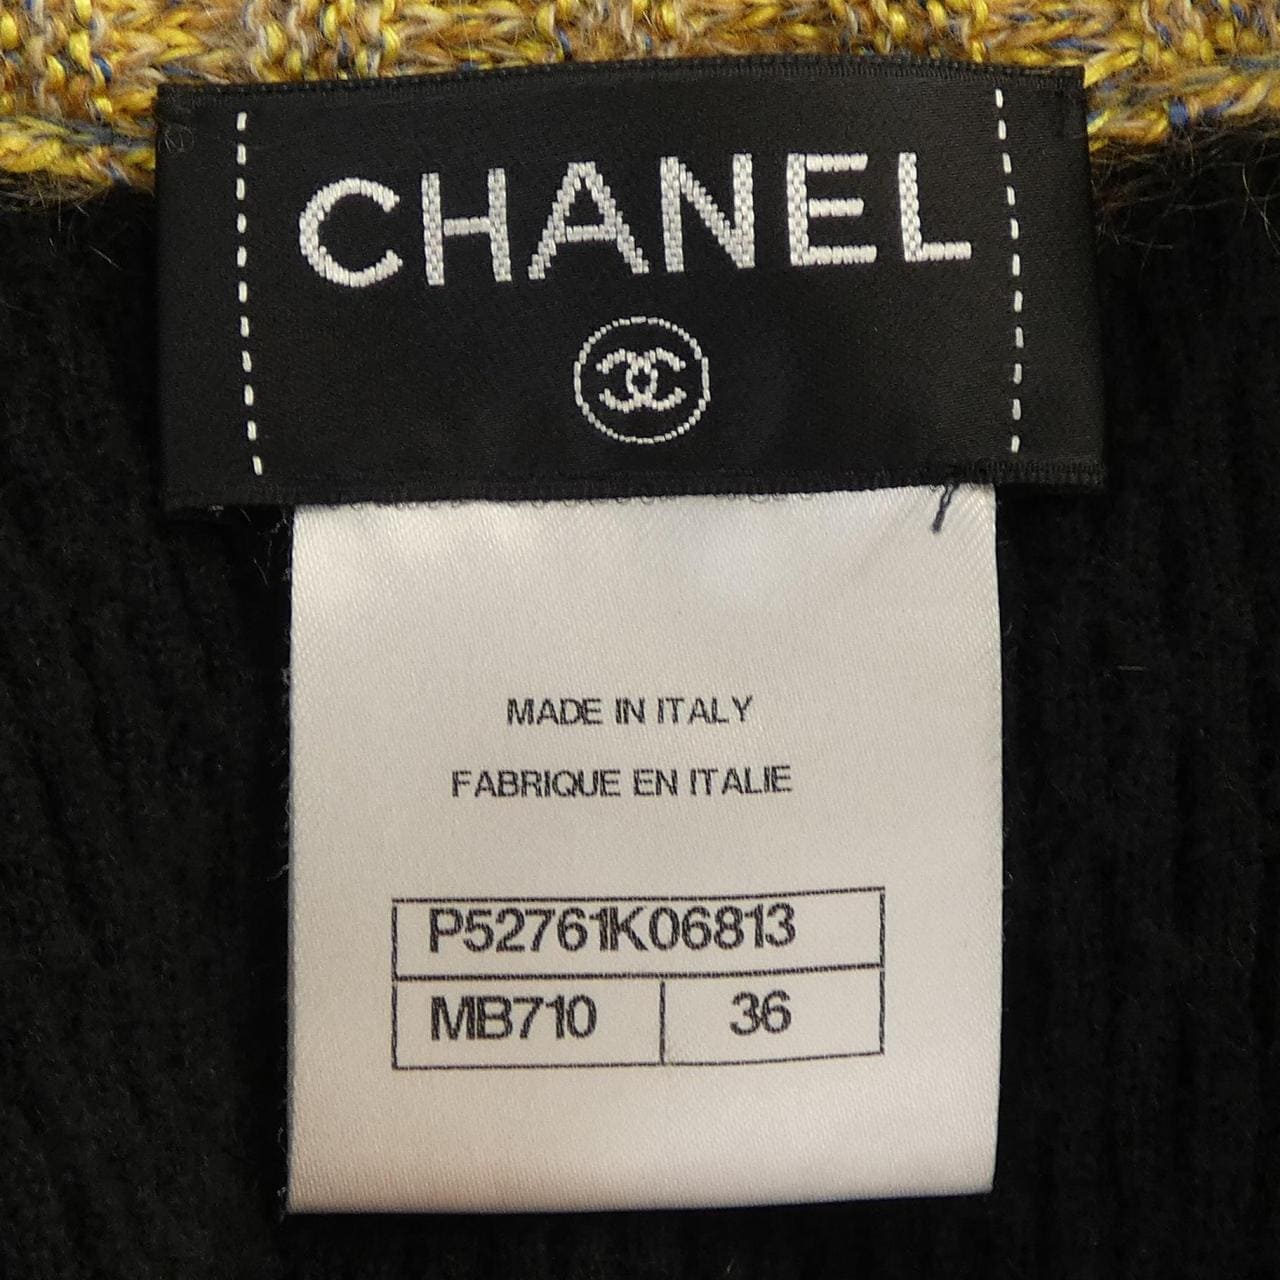 CHANEL
MADE IN ITALY
FABRIQUE EN ITALIE
P52761K06813
MB710 36